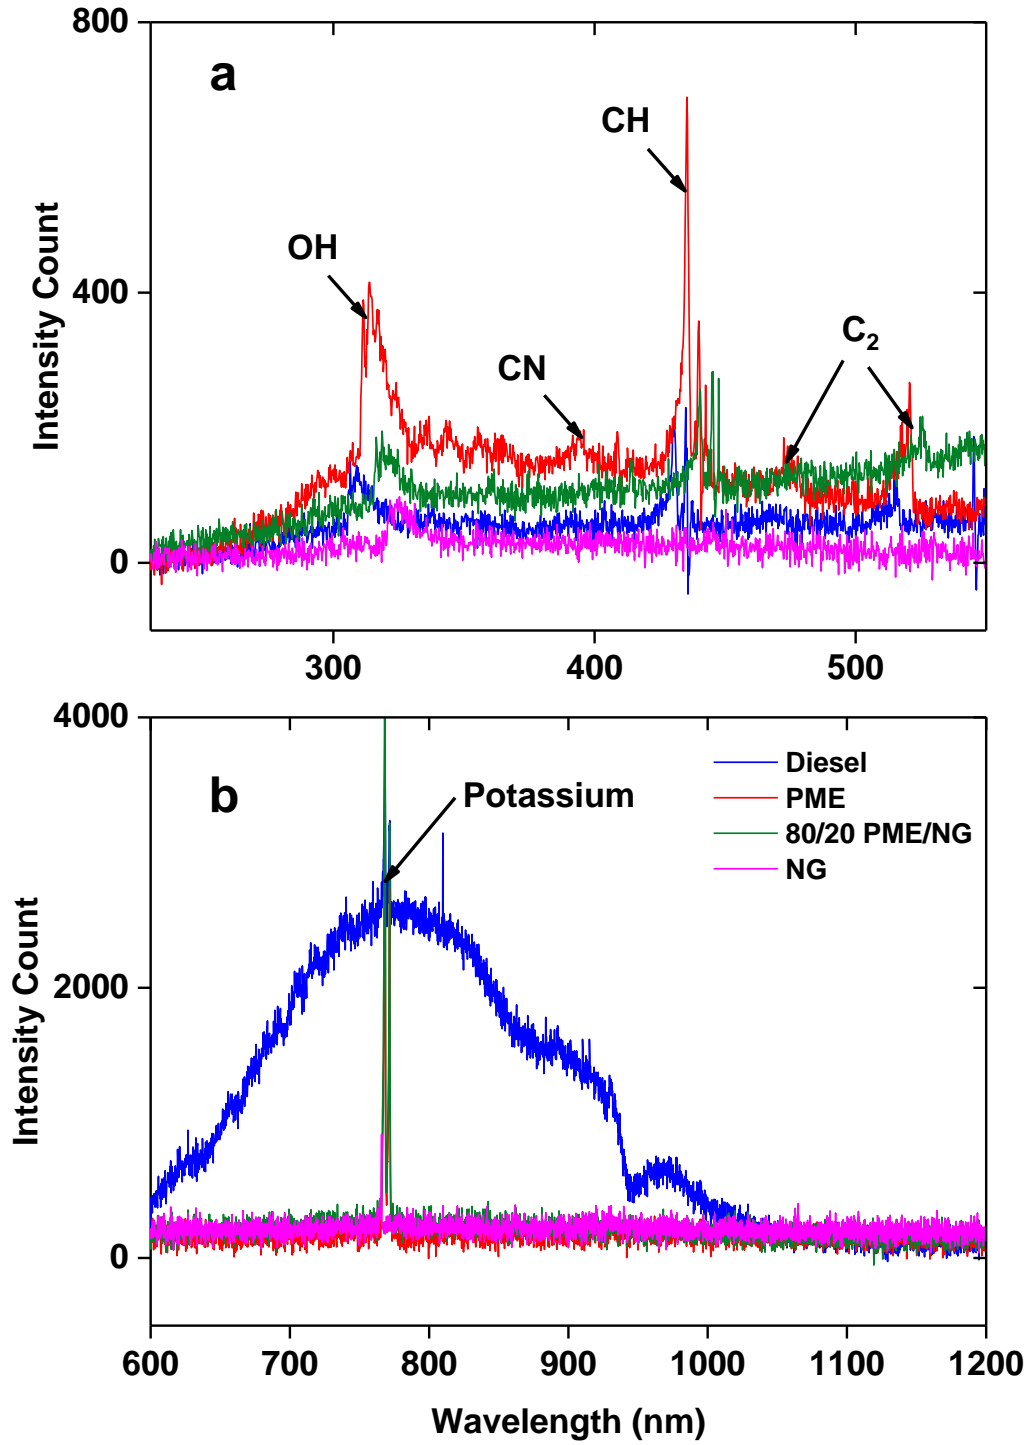 800
a
CH
OH
400
C₂
CN
0
Intensity Count
300 400 500
4000
b
Potassium
Diesel
PME
80/20 PME/NG
NG
2000
0
Intensity Count
600 700 800 900 1000 1100 1200
Wavelength (nm)